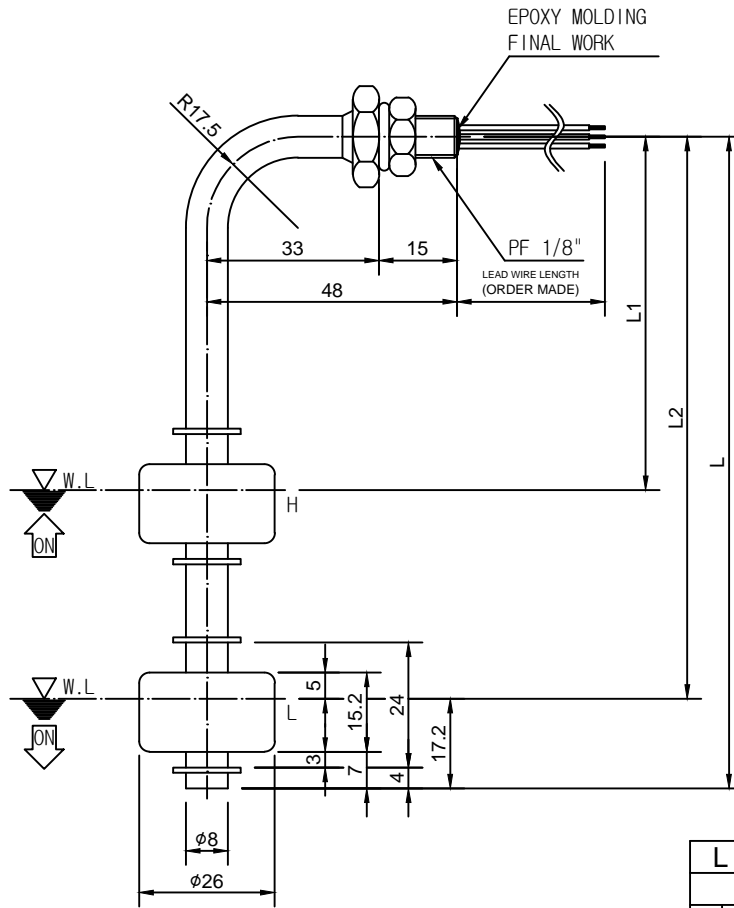 EPOXY MOLDING
FINAL WORK
R17.5
33
15
PF 1/8"
LEAD WIRE LENGTH
(ORDER MADE)
48
L1
L2
L
W.L
H
ON
W.L
L
ON
5
15.2
24
17.2
3
7
4
ϕ8
ϕ26
L